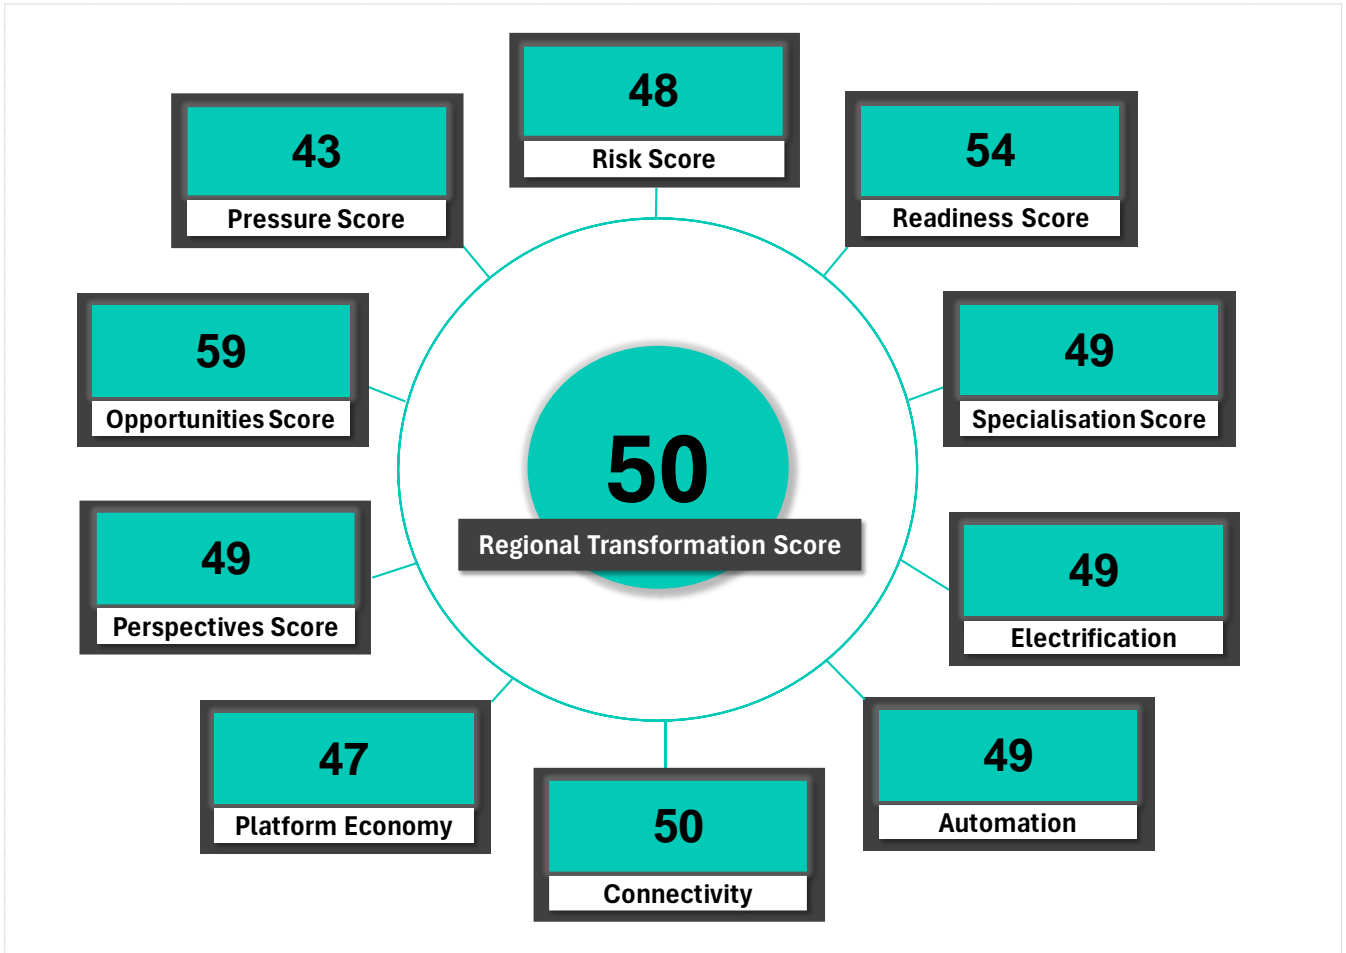 48
Risk Score
43
Pressure Score
54
Readiness Score
59
Opportunities Score
49
Specialisation Score
50
Regional Transformation Score
49
Perspectives Score
49
Electrification
47
Platform Economy
49
Automation
50
Connectivity